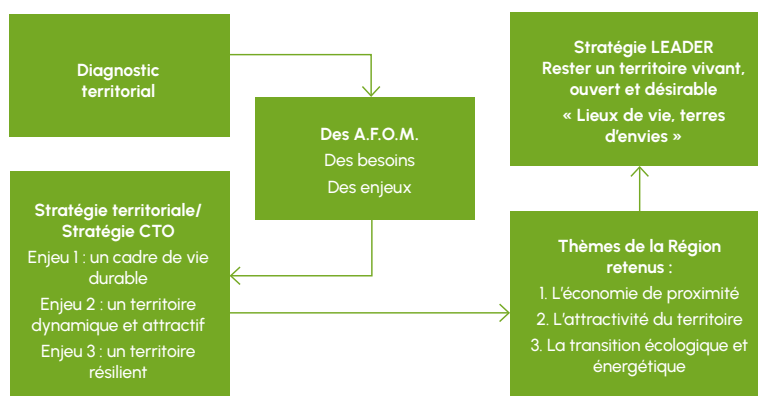 Diagnostic
territorial
Des A.F.O.M.
Des besoins
Des enjeux
Stratégie territoriale/
Stratégie CTO
Enjeu 1 : un cadre de vie
durable
Enjeu 2 : un territoire
dynamique et attractif
Enjeu 3 : un territoire
résilient
Thèmes de la Région
retenus :
1. L’économie de proximité
2. L’attractivité du territoire
3. La transition écologique et
énergétique
Stratégie LEADER
Rester un territoire vivant,
ouvert et désirable
« Lieux de vie, terres
d’envies »